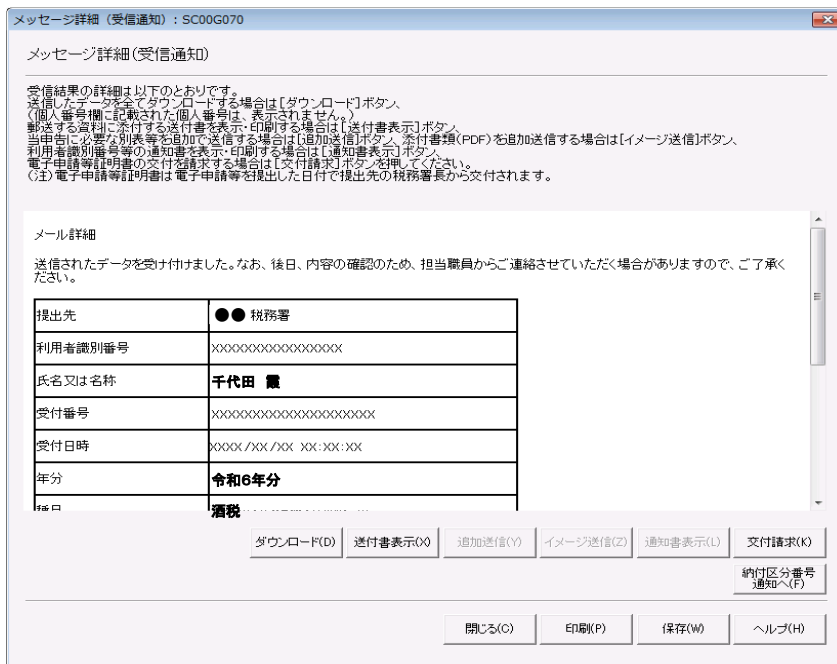 メッセージ詳細（受信通知）: SC00G070
メッセージ詳細(受信通知)
受信結果の詳細は以下のとおりです。
送信したデータを全てダウンロードする場合は[ダウンロード]ボタン、
(個人番号欄に記載された個人番号は、表示されません。)
郵送する資料に添付する送付書を表示・印刷する場合は[送付書表示]ボタン、
当申告に必要な別表等を追加で送信する場合は[追加送信]ボタン、添付書類(PDF)を追加送信する場合は[イメージ送信]ボタン、
利用者識別番号等の通知書を表示・印刷する場合は[通知書表示]ボタン、
電子申請等証明書の交付を請求する場合は[交付請求]ボタンを押してください。
(注)電子申請等証明書は電子申請等を提出した日付で提出先の税務署長から交付されます。
メール詳細
送信されたデータを受け付けました。なお、後日、内容の確認のため、担当職員からご連絡させていただく場合がありますので、ご了承く
ださい。
提出先 ●● 税務署
利用者識別番号 XXXXXXXXXXXXXXXX
氏名又は名称 千代田 霞
受付番号 XXXXXXXXXXXXXXXXXXXX
受付日時 XXXX/XX/XX XX:XX:XX
年分 令和6年分
種目 酒税
ダウンロード(D) 送付書表示(X) 追加送信(Y) イメージ送信(Z) 通知書表示(L) 交付請求(K)
納付区分番号
通知へ(F)
閉じる(C) 印刷(P) 保存(W) ヘルプ(H)